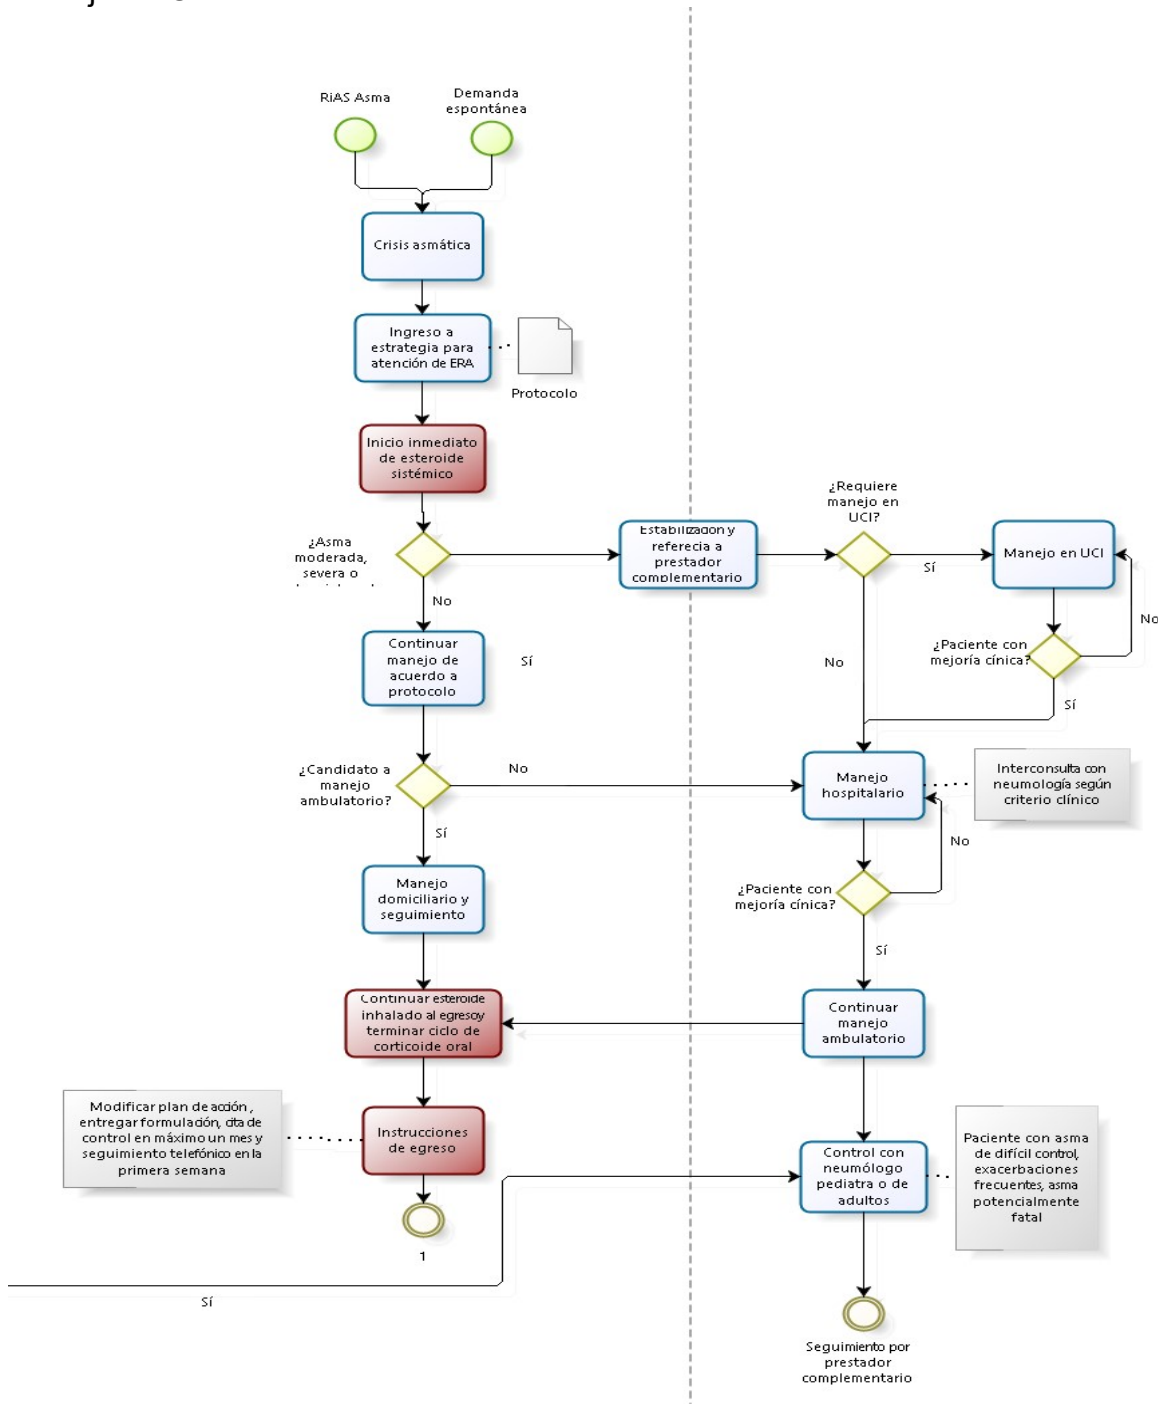 RiAS Asma
Demanda
espontánea
Crisis asmática
Ingreso a
estrategia para
atención de ERA
Protocolo
Inicio inmediato
de esteroide
sistémico
¿Asma
moderada,
severa o
Estabilización y
referecia a
prestador
complementario
¿Requiere
manejo en
UCI?
Sí
Manejo en UCI
No
No
Continuar
manejo de
acuerdo a
protocolo
Sí
No
¿Paciente con
mejoría cínica?
Sí
¿Candidato a
manejo
ambulatorio?
No
Manejo
hospitalario
Interconsulta con
neumología según
criterio clínico
Sí
No
Manejo
domiciliario y
seguimiento
¿Paciente con
mejoría cínica?
Sí
Continuar esteroide
inhalado al egreso y
terminar ciclo de
corticoide oral
Continuar
manejo
ambulatorio
Modificar plan de acción ,
entregar formulación, cita de
control en máximo un mes y
seguimiento telefónico en la
primera semana
Instrucciones
de egreso
Control con
neumólogo
pediatra o de
adultos
Paciente con asma
de difícil control,
exacerbaciones
frecuentes, asma
potencialmente
fatal
1
Sí
Seguimiento por
prestador
complementario